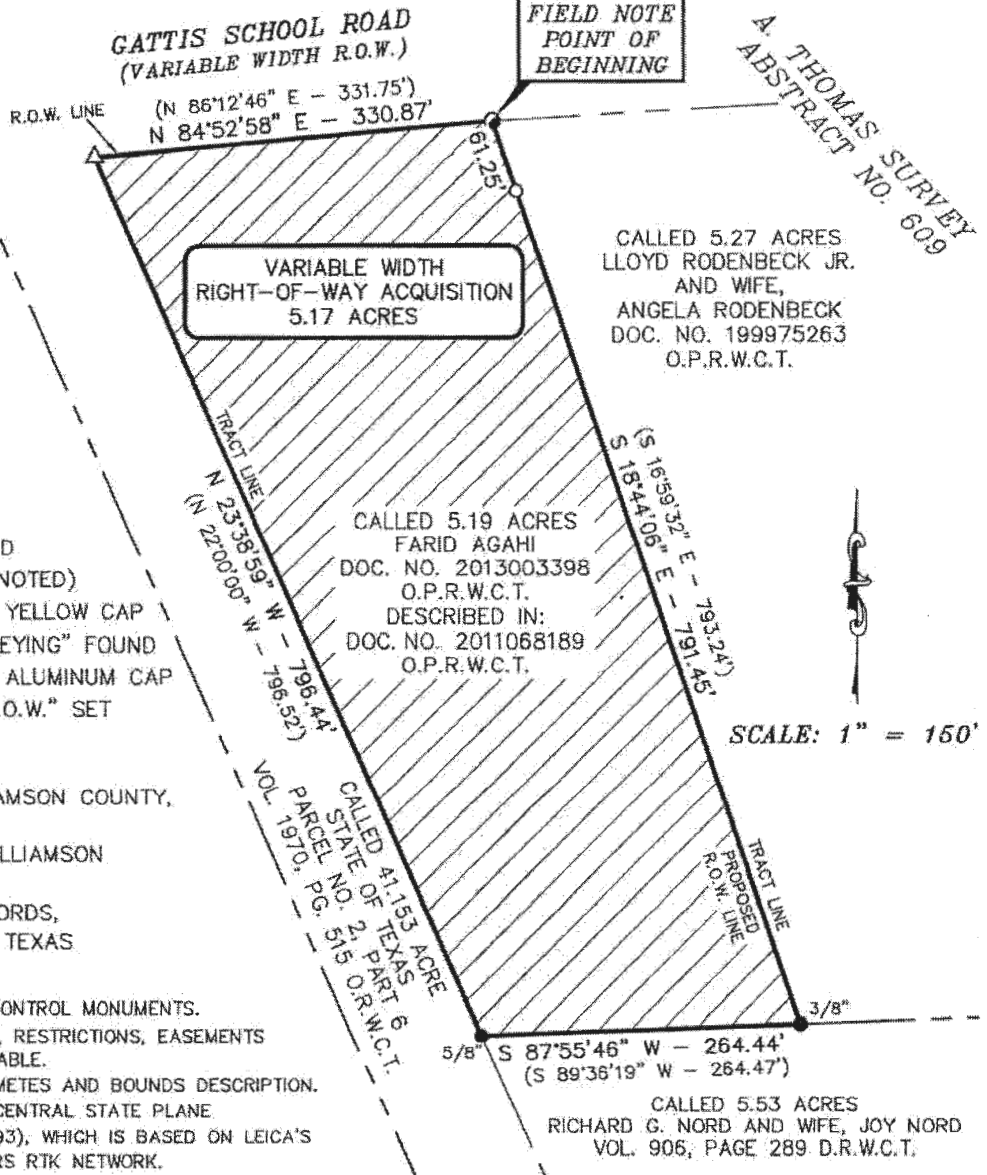 GATTIS SCHOOL ROAD
(VARIABLE WIDTH R.O.W.)
FIELD NOTE
POINT OF
BEGINNING
A. THOMAS SURVEY
ABSTRACT NO. 609
R.O.W. LINE
(N 86°12'46" E - 331.75')
N 84°52'58" E - 330.87'
61.25'
VARIABLE WIDTH
RIGHT-OF-WAY ACQUISITION
5.17 ACRES
CALLED 5.27 ACRES
LLOYD RODENBECK JR.
AND WIFE,
ANGELA RODENBECK
DOC. NO. 199975263
O.P.R.W.C.T.
TRACT LINE
N 23°38'59" W - 796.44'
(N 22°00'00" W - 796.52')
(S 16°59'32" E - 793.24')
S 18°44'06" E - 791.45'
CALLED 5.19 ACRES
FARID AGAHI
DOC. NO. 2013003398
O.P.R.W.C.T.
DESCRIBED IN:
DOC. NO. 2011068189
O.P.R.W.C.T.
SCALE: 1" = 150'
D
NOTED)
YELLOW CAP
EYING" FOUND
ALUMINUM CAP
.O.W." SET
AMSON COUNTY,
LLIAMSON
ORDS,
TEXAS
CALLED 41.153 ACRE
STATE OF TEXAS
PARCEL NO. 2, PART 6
VOL. 1970, PG. 515 O.R.W.C.T.
TRACT LINE
PROPOSED
R.O.W. LINE
ONTROL MONUMENTS.
, RESTRICTIONS, EASEMENTS
ABLE.
METES AND BOUNDS DESCRIPTION.
CENTRAL STATE PLANE
93), WHICH IS BASED ON LEICA'S
RS RTK NETWORK.
5/8"
3/8"
S 87°55'46" W - 264.44'
(S 89°36'19" W - 264.47')
CALLED 5.53 ACRES
RICHARD G. NORD AND WIFE, JOY NORD
VOL. 906, PAGE 289 D.R.W.C.T.